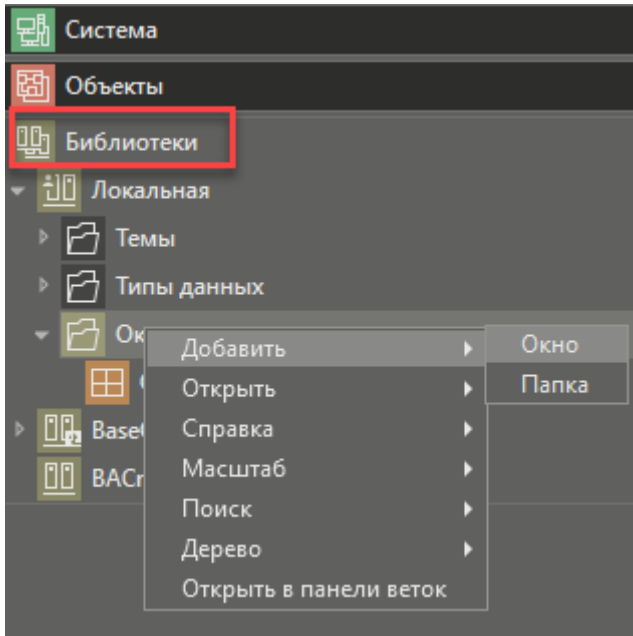 Система
Объекты
Библиотеки
Локальная
Темы
Типы данных
Добавить
Окно
Открыть
Папка
Справка
Масштаб
Поиск
Дерево
Открыть в панели веток